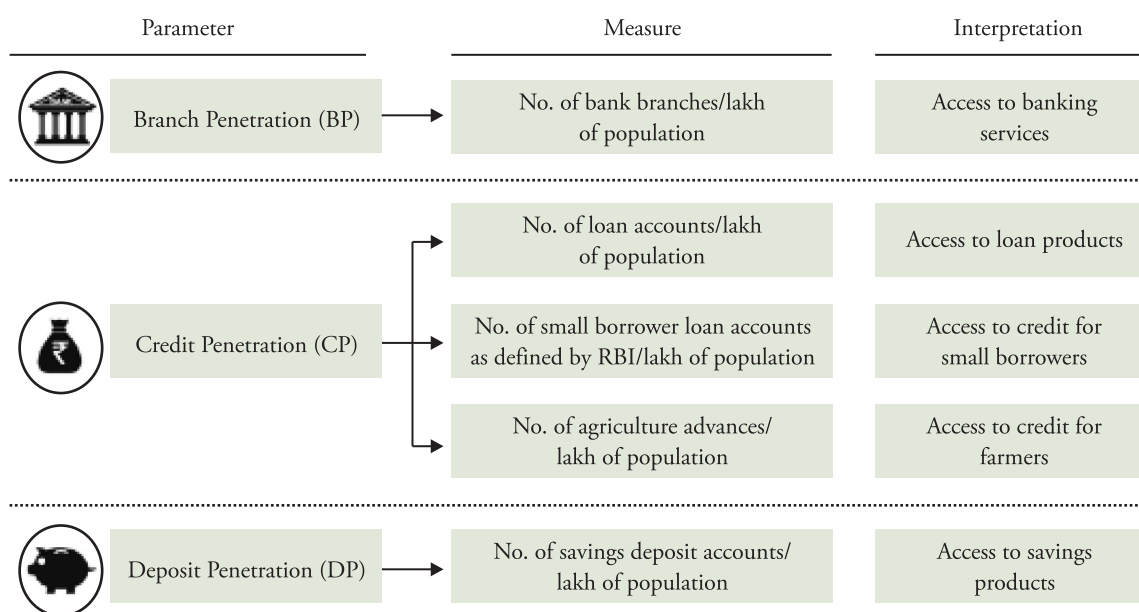 Parameter
Measure
Interpretation
Branch Penetration (BP)
No. of bank branches/lakh
of population
Access to banking
services
Credit Penetration (CP)
No. of loan accounts/lakh
of population
Access to loan products
No. of small borrower loan accounts
as defined by RBI/lakh of population
Access to credit for
small borrowers
No. of agriculture advances/
lakh of population
Access to credit for
farmers
Deposit Penetration (DP)
No. of savings deposit accounts/
lakh of population
Access to savings
products
₹